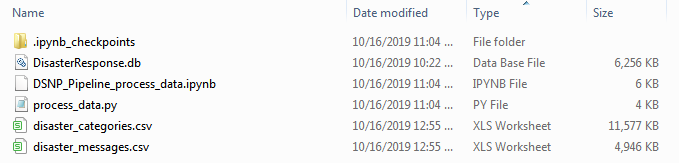 Name Date modified Type Size
.ipynb_checkpoints 10/16/2019 11:04 ... File folder
DisasterResponse.db 10/16/2019 10:22 ... Data Base File 6,256 KB
DSNP_Pipeline_process_data.ipynb 10/16/2019 11:04 ... IPYNB File 6 KB
process_data.py 10/16/2019 11:04 ... PY File 4 KB
disaster_categories.csv 10/16/2019 12:55 ... XLS Worksheet 11,577 KB
disaster_messages.csv 10/16/2019 12:55 ... XLS Worksheet 4,946 KB